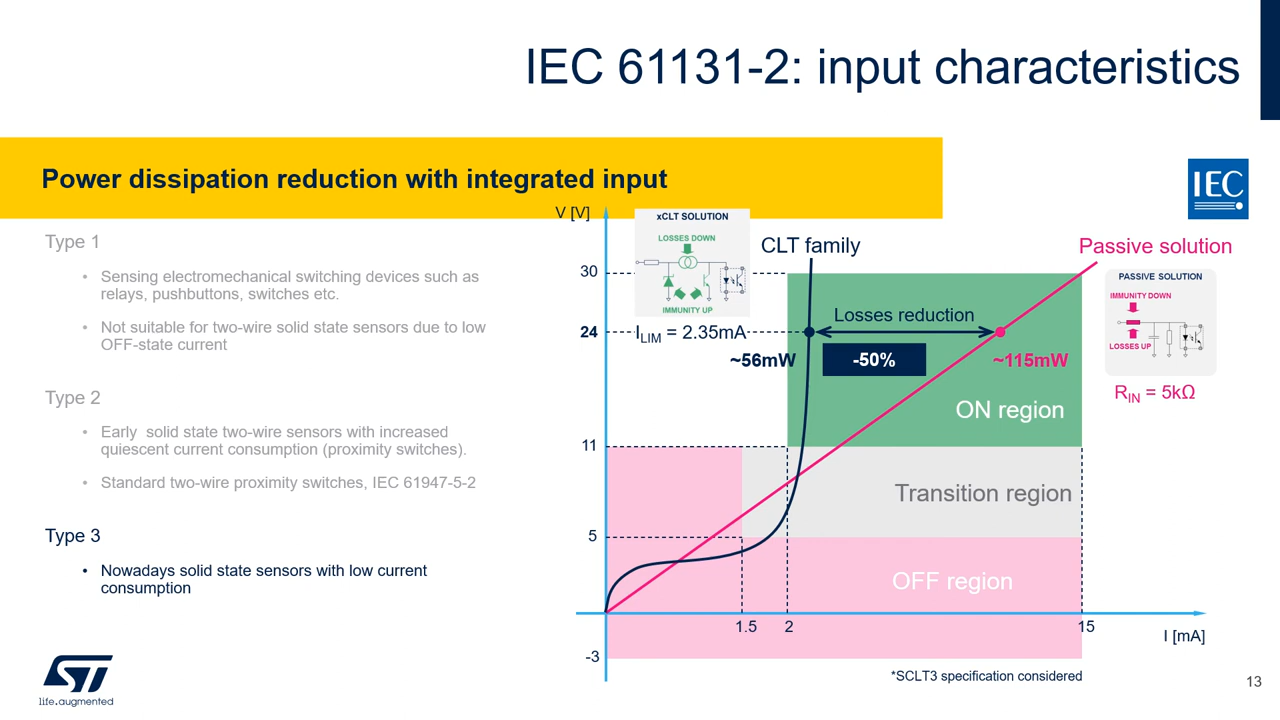 IEC 61131-2: input characteristics
Power dissipation reduction with integrated input
IEC
Type 1
• Sensing electromechanical switching devices such as
relays, pushbuttons, switches etc.
• Not suitable for two-wire solid state sensors due to low
OFF-state current
Type 2
• Early solid state two-wire sensors with increased
quiescent current consumption (proximity switches).
• Standard two-wire proximity switches, IEC 61947-5-2
Type 3
• Nowadays solid state sensors with low current
consumption
V [V]
xCLT SOLUTION
LOSSES DOWN
IMMUNITY UP
CLT family
Passive solution
PASSIVE SOLUTION
IMMUNITY DOWN
LOSSES UP
RIN = 5kΩ
30
24
ILIM = 2.35mA
Losses reduction
~56mW
-50%
~115mW
ON region
11
Transition region
5
OFF region
1.5
2
15
I [mA]
-3
*SCLT3 specification considered
ST
life.augmented
13